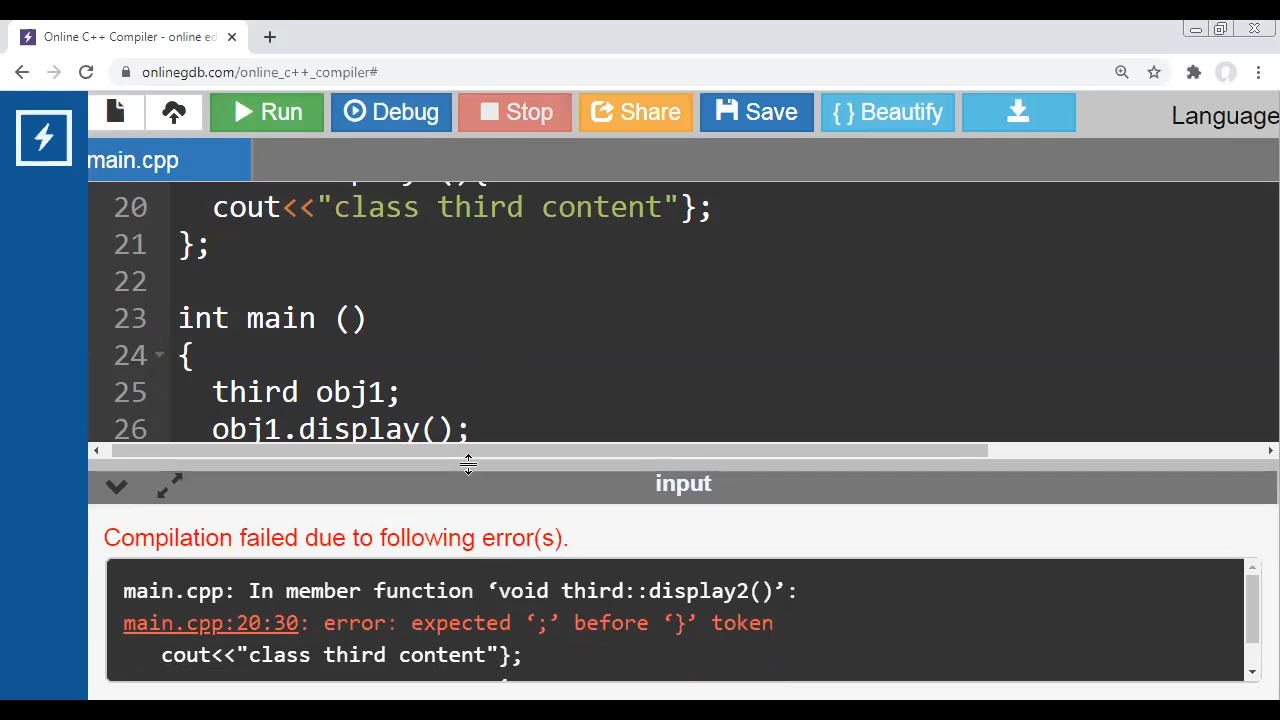 Online C++ Compiler - online ed
onlinegdb.com/online_c++_compiler#
Run Debug Stop Share Save { } Beautify Language
main.cpp
20 cout<<"class third content"};
21 };
22
23 int main ()
24 {
25 third obj1;
26 obj1.display();
input
Compilation failed due to following error(s).
main.cpp: In member function ‘void third::display2()’:
main.cpp:20:30: error: expected ‘;’ before ‘}’ token
cout<<"class third content"};